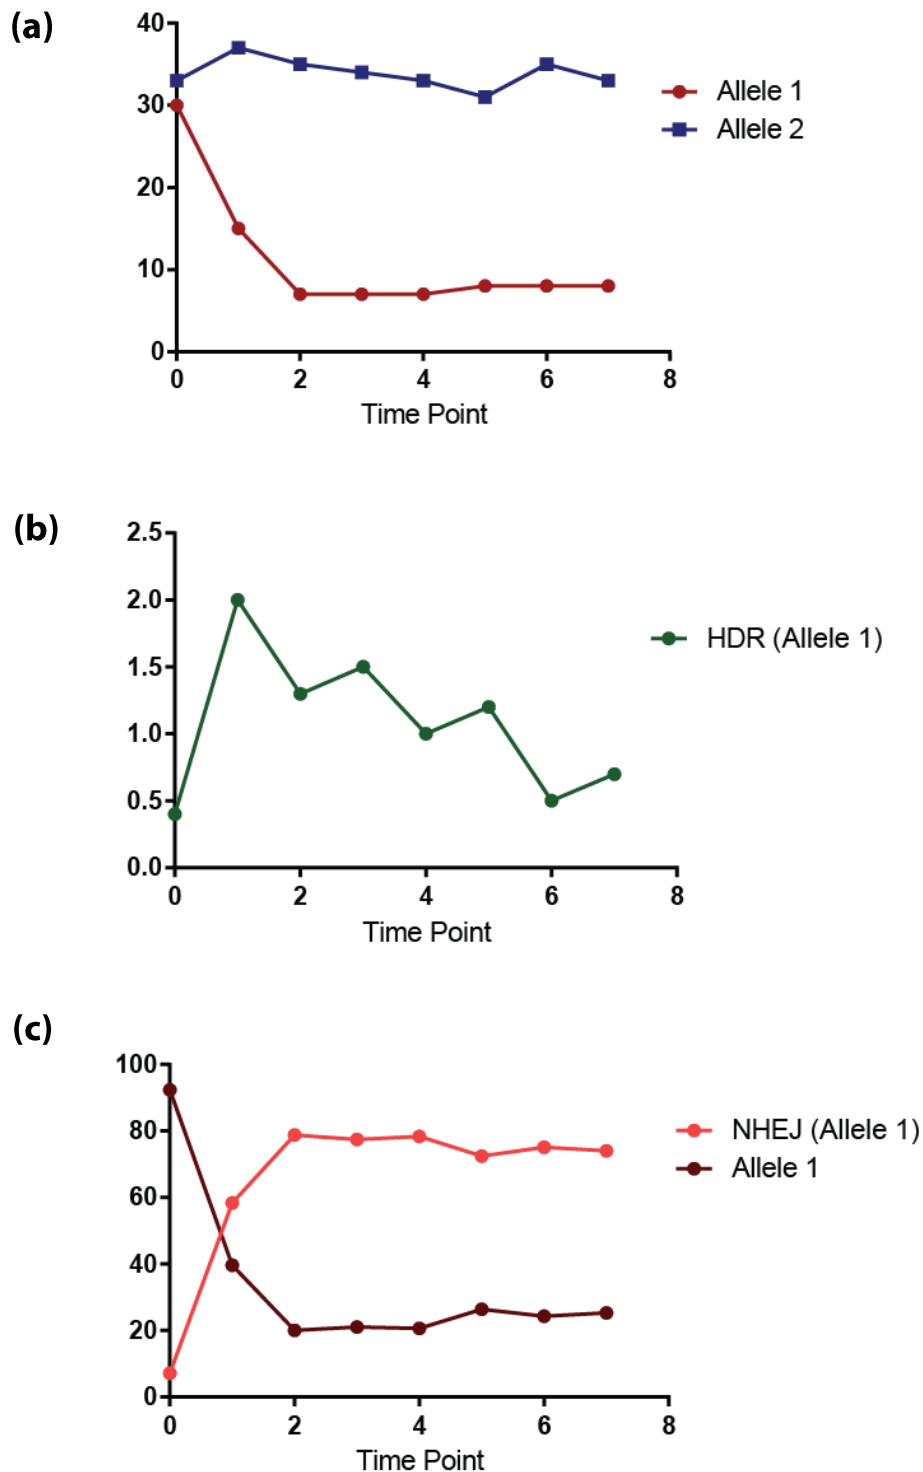 (a)
40
30
20
10
0
0 2 4 6 8
Time Point
Allele 1
Allele 2
(b)
2.5
2.0
1.5
1.0
0.5
0.0
0 2 4 6 8
Time Point
HDR (Allele 1)
(c)
100
80
60
40
20
0
0 2 4 6 8
Time Point
NHEJ (Allele 1)
Allele 1